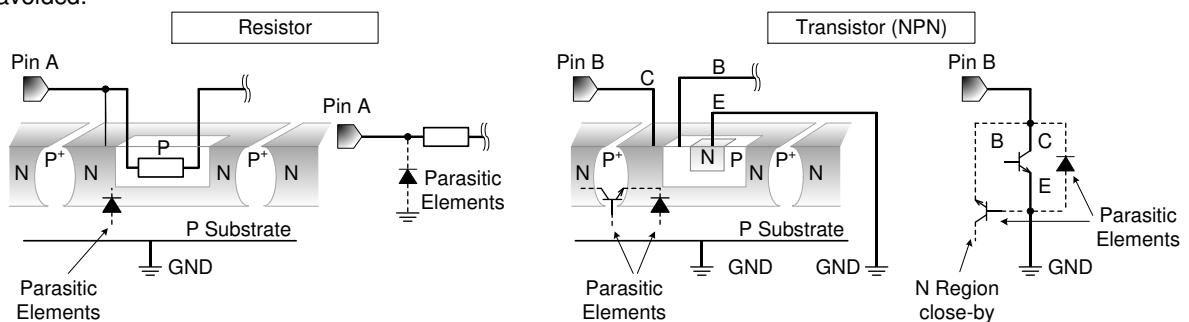 avoided.
Resistor
Transistor (NPN)
Pin A
Pin A
N P+ N P N P+ N
Parasitic
Elements
P Substrate
GND
Parasitic
Elements
Pin B
C
B
E
N P+ N N P N P+ N
P Substrate
GND
GND
Parasitic
Elements
Pin B
B
C
E
Parasitic
Elements
GND
N Region
close-by